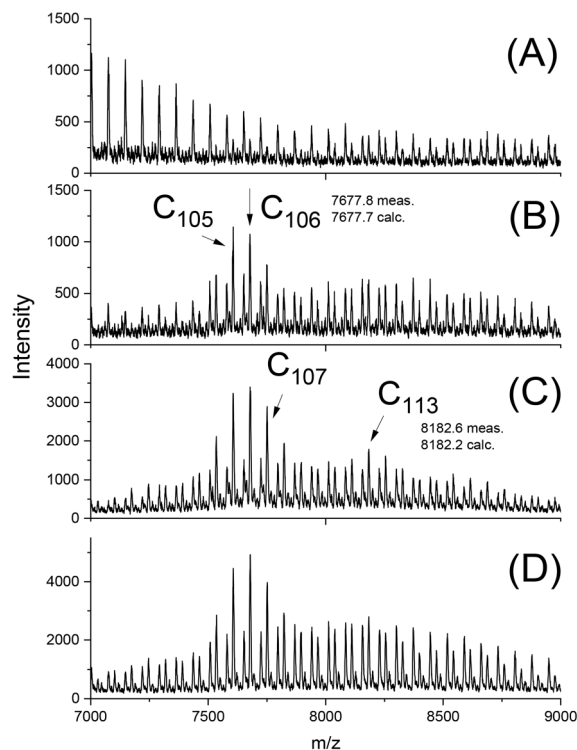 1500
(A)
1000
500
0
1500
C105
C106
7677.8 meas.
7677.7 calc.
(B)
1000
500
0
Intensity
4000
C107
(C)
3000
C113
8182.6 meas.
8182.2 calc.
2000
1000
0
(D)
4000
2000
0
7000
7500
8000
8500
9000
m/z